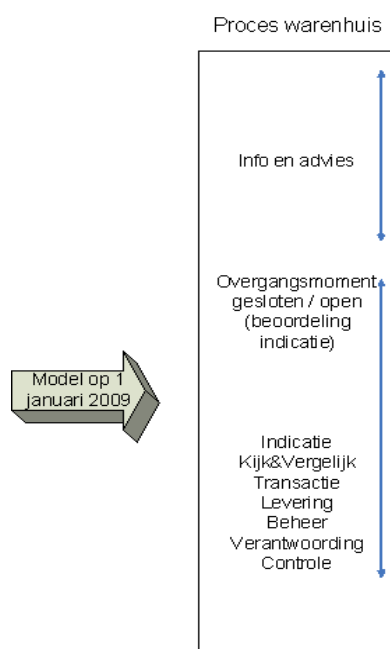 Proces warenhuis
Info en advies
Overgangsmoment
gesloten / open
(beoordeling
indicatie)
Model op 1
januari 2009
Indicatie
Kijk&Vergelijk
Transactie
Levering
Beheer
Verantwoording
Controle